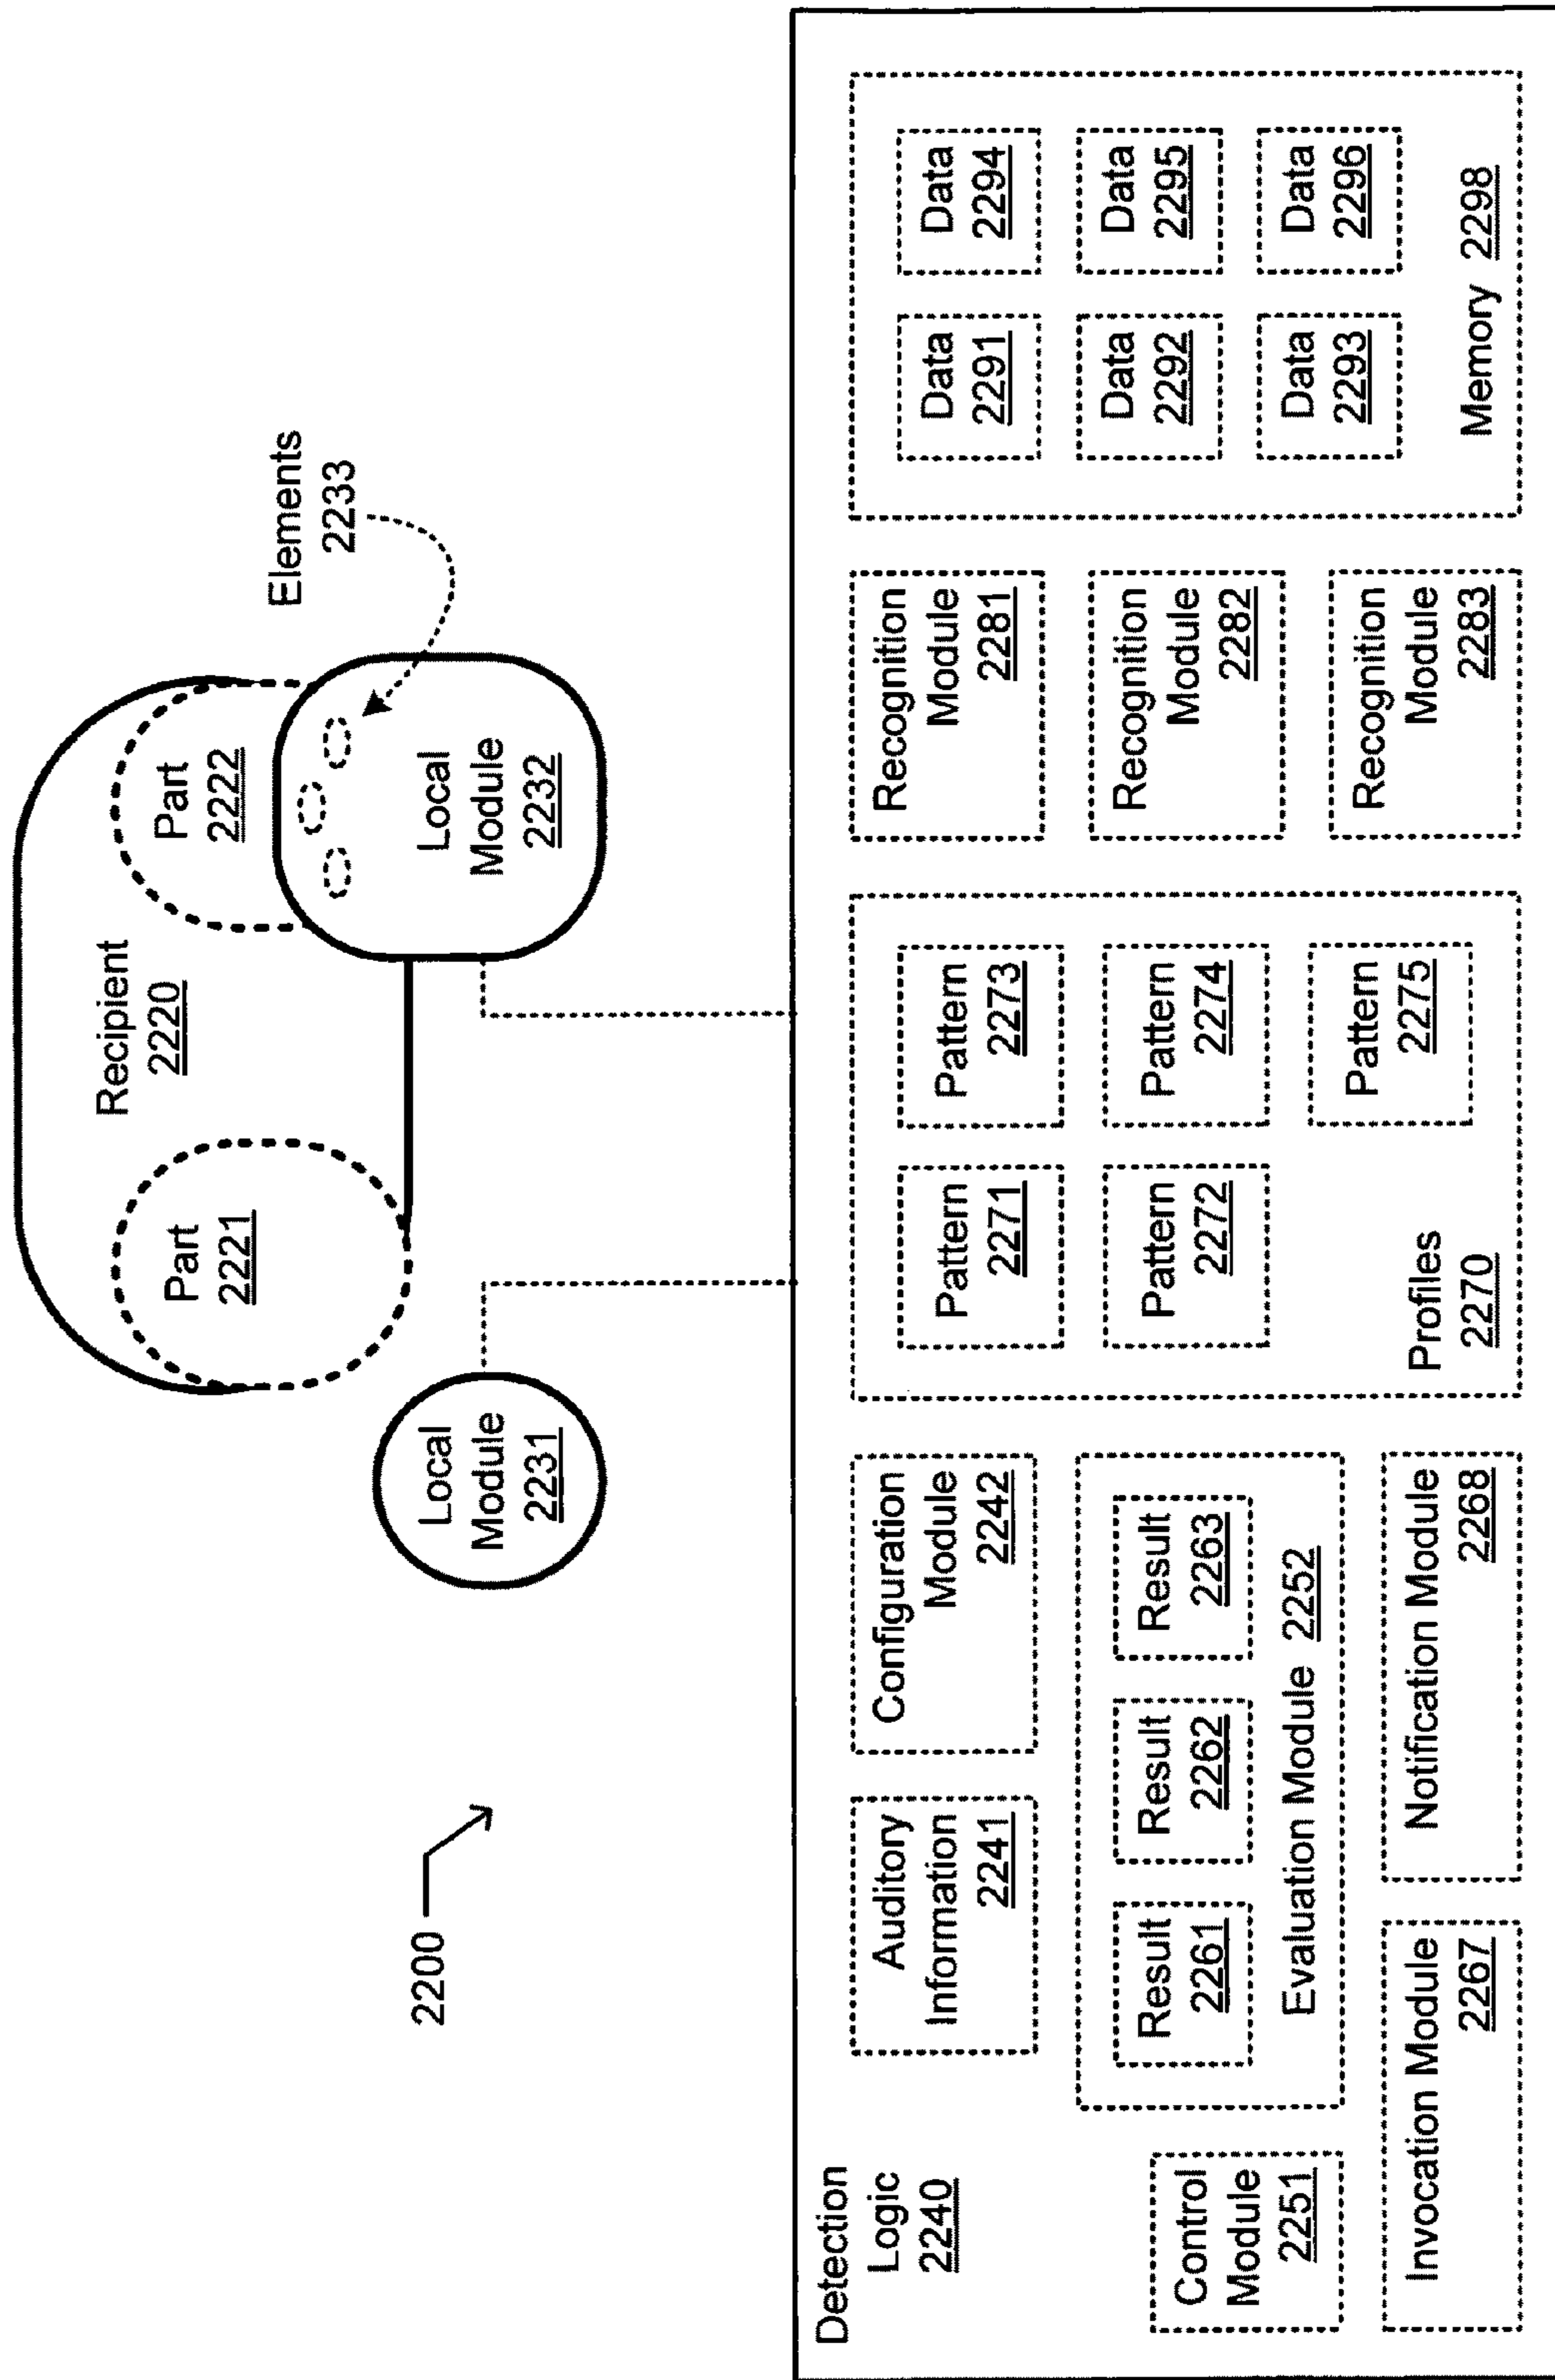 2200
Recipient
2220
Part
2221
Part
2222
Elements
2233
Local
Module
2231
Local
Module
2232
Detection
Logic
2240
Auditory
Information
2241
Configuration
Module
2242
Control
Module
2251
Result
2261
Result
2262
Result
2263
Evaluation Module 2252
Invocation Module
2267
Notification Module
2268
Pattern
2271
Pattern
2273
Pattern
2272
Pattern
2274
Pattern
2275
Profiles
2270
Recognition
Module
2281
Recognition
Module
2282
Recognition
Module
2283
Data
2291
Data
2294
Data
2292
Data
2295
Data
2293
Data
2296
Memory 2298